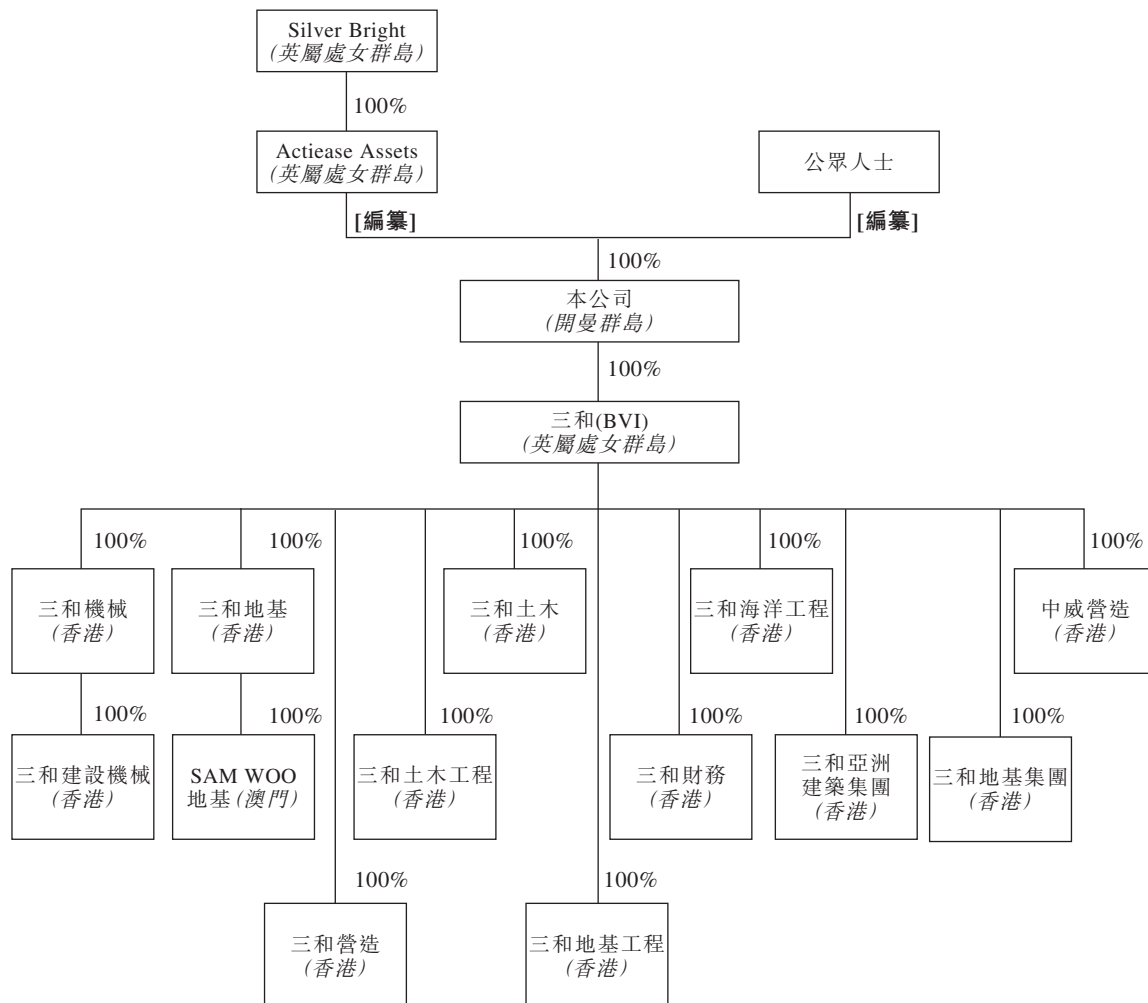 Silver Bright
(英屬處女群島)
100%
Actiease Assets
(英屬處女群島)
公眾人士
[編纂]
[編纂]
100%
本公司
(開曼群島)
100%
三和(BVI)
(英屬處女群島)
100%
100%
100%
100%
100%
三和機械
(香港)
三和地基
(香港)
三和土木
(香港)
三和海洋工程
(香港)
中威營造
(香港)
100%
100%
100%
100%
100%
100%
三和建設機械
(香港)
SAM WOO
地基(澳門)
三和土木工程
(香港)
三和財務
(香港)
三和亞洲
建築集團
(香港)
三和地基集團
(香港)
100%
100%
三和營造
(香港)
三和地基工程
(香港)